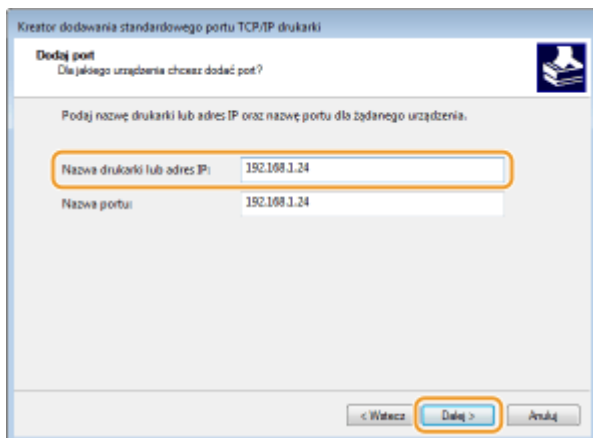 Kreator dodawania standardowego portu TCP/IP drukarki
Dodaj port
Dla jakiego urządzenia chcesz dodać port?
Podaj nazwę drukarki lub adres IP oraz nazwę portu dla żądanego urządzenia.
Nazwa drukarki lub adres IP: 192.168.1.24
Nazwa portu: 192.168.1.24
< Wstecz Dalej > Anuluj